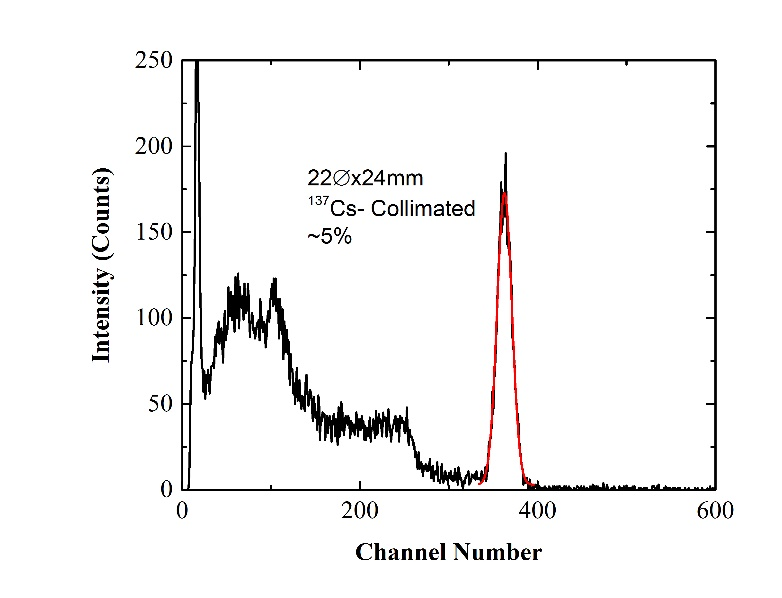 250
200
150
100
50
0
Intensity (Counts)
22∅x24mm
¹³⁷Cs- Collimated
~5%
0 200 400 600
Channel Number